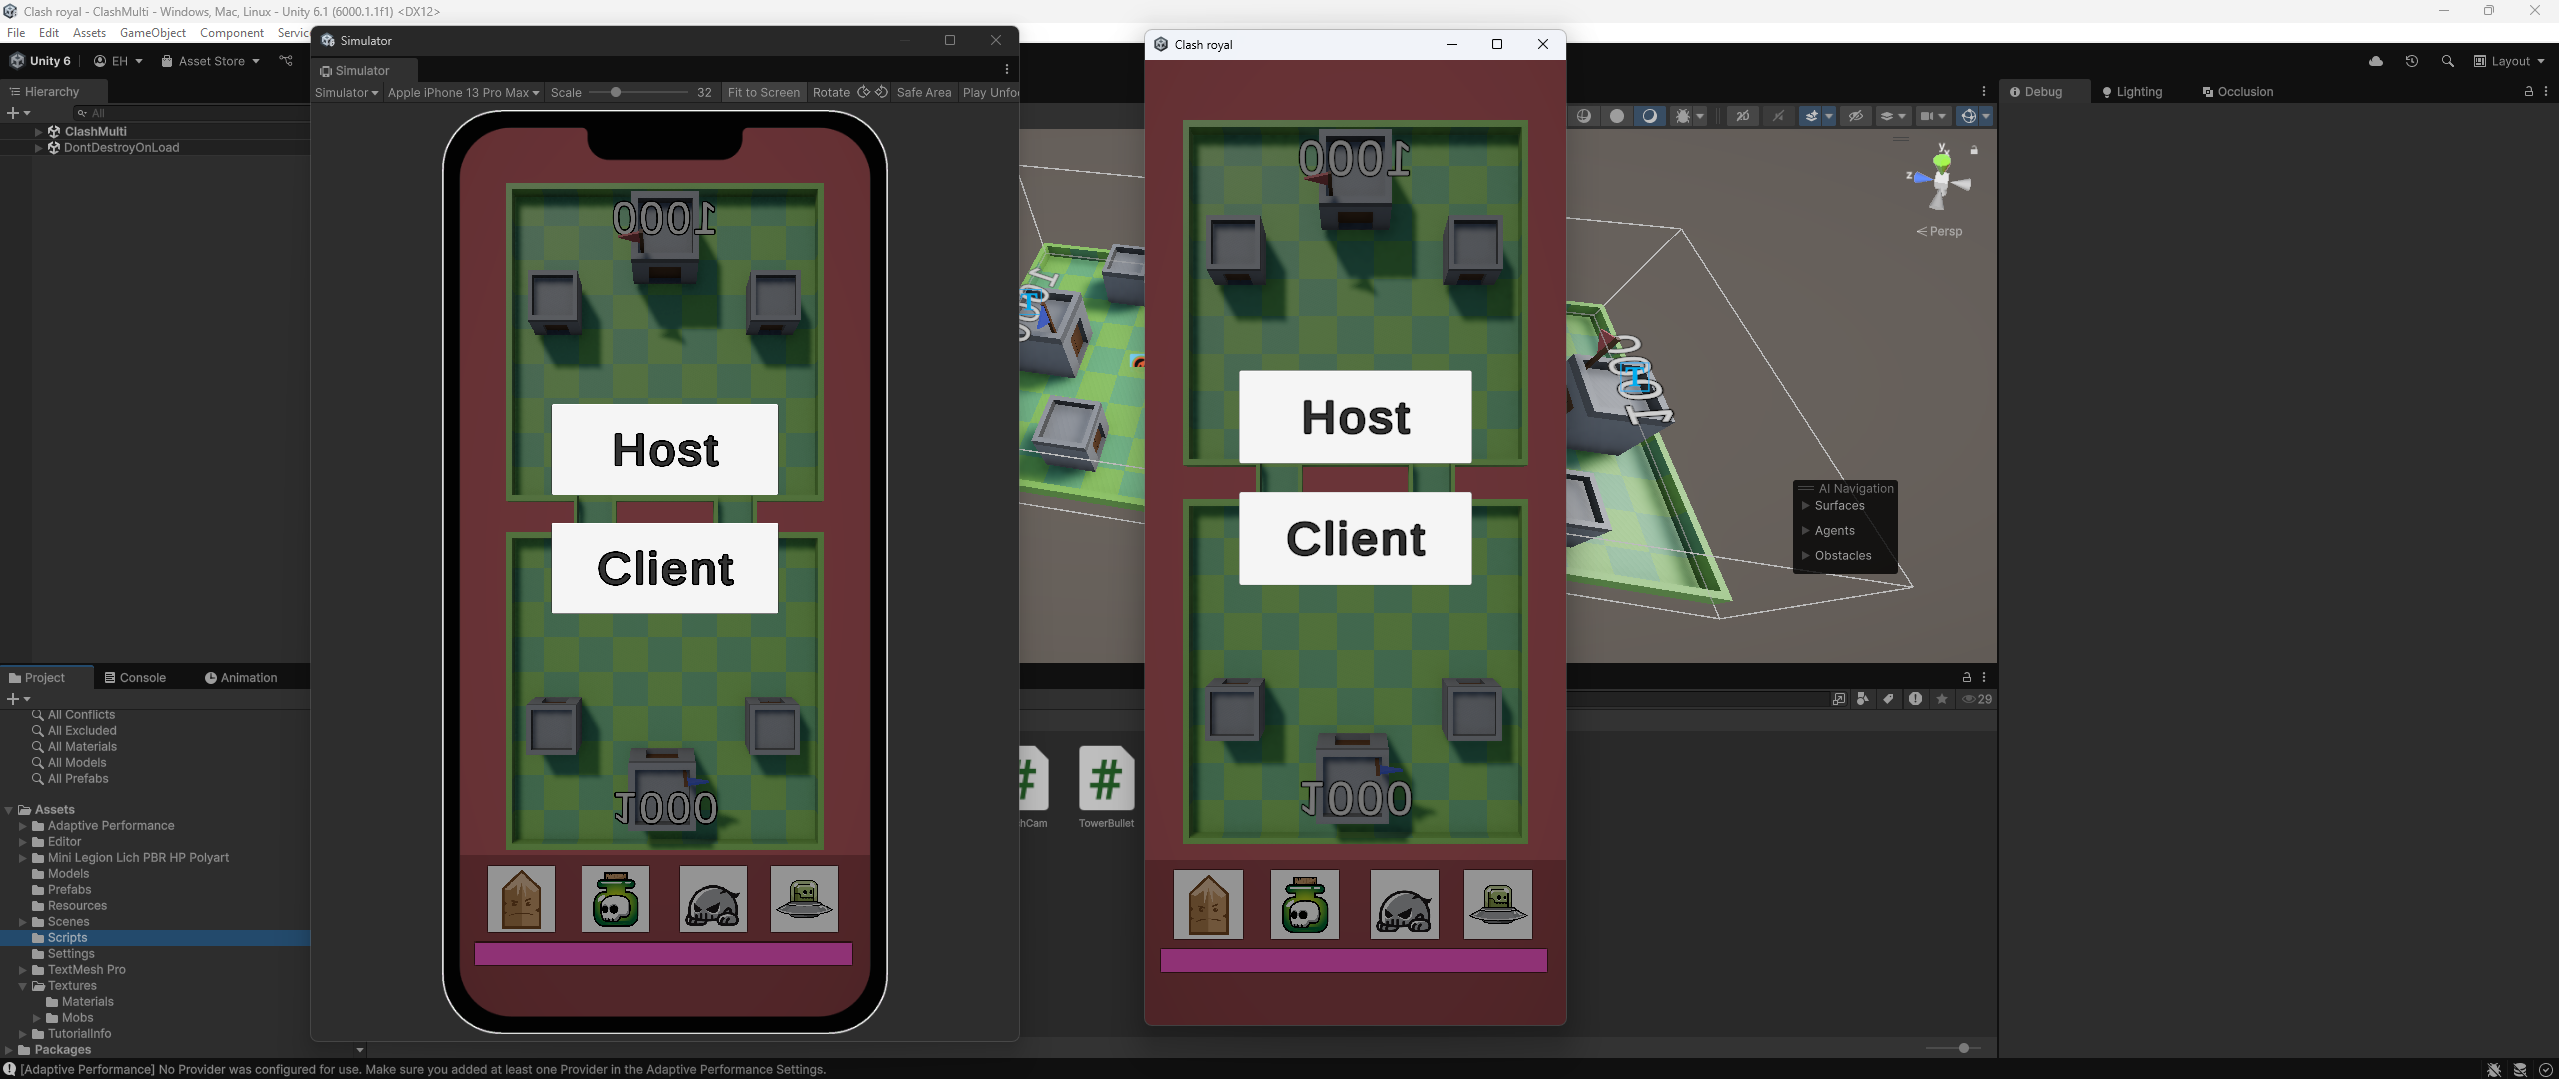 Clash royal - ClashMulti - Windows, Mac, Linux - Unity 6.1 (6000.1.1f1) <DX12>
File Edit Assets GameObject Component Servic
Unity 6 EH Asset Store Layout
Hierarchy
All
ClashMulti
DontDestroyOnLoad
Simulator
Simulator
Simulator Apple iPhone 13 Pro Max Scale 32 Fit to Screen Rotate Safe Area Play Unfo
1000
Host
Client
1000
Clash royal
1000
Host
Client
1000
2D
Persp
y
x
z
1000
1000
AI Navigation
Surfaces
Agents
Obstacles
Debug Lighting Occlusion
Project Console Animation
29
All Conflicts
All Excluded
All Materials
All Models
All Prefabs
Assets
Adaptive Performance
Editor
Mini Legion Lich PBR HP Polyart
Models
Prefabs
Resources
Scenes
Scripts
Settings
TextMesh Pro
Textures
Materials
Mobs
TutorialInfo
Packages
hCam TowerBullet
[Adaptive Performance] No Provider was configured for use. Make sure you added at least one Provider in the Adaptive Performance Settings.